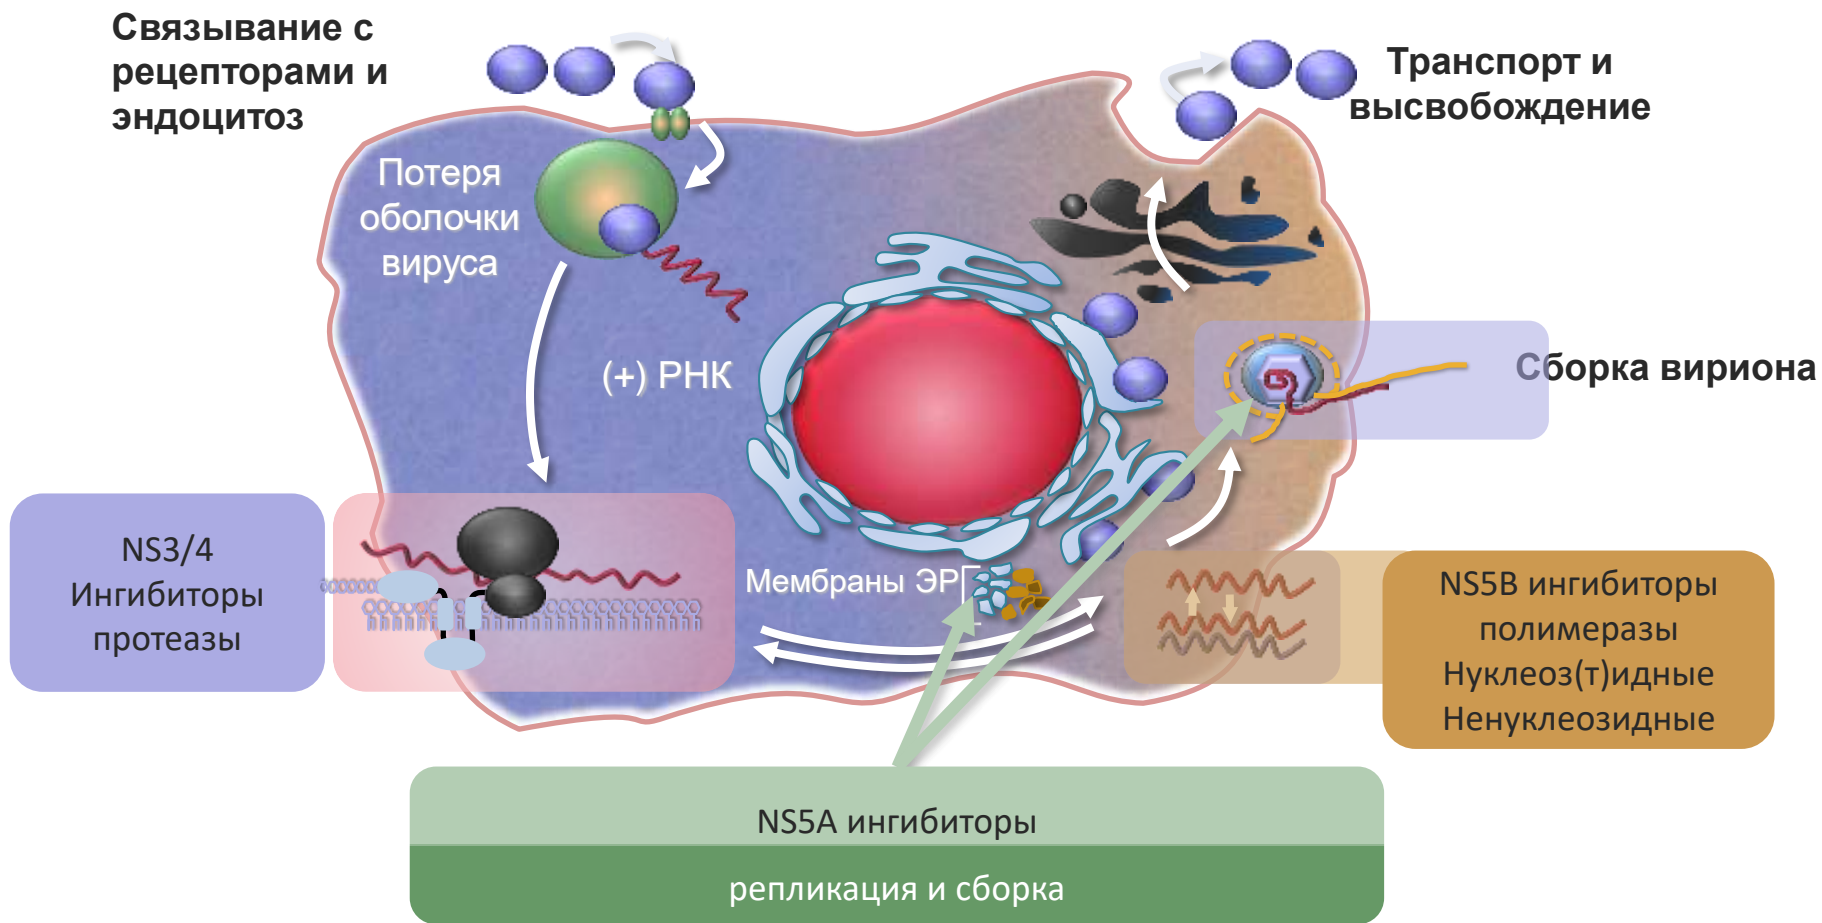 Связывание с
рецепторами и
эндоцитоз
Транспорт и
высвобождение
Потеря
оболочки
вируса
(+) РНК
Сборка вириона
NS3/4
Ингибиторы
протеазы
Мембраны ЭР
NS5B ингибиторы
полимеразы
Нуклеоз(т)идные
Ненуклеозидные
NS5A ингибиторы
репликация и сборка